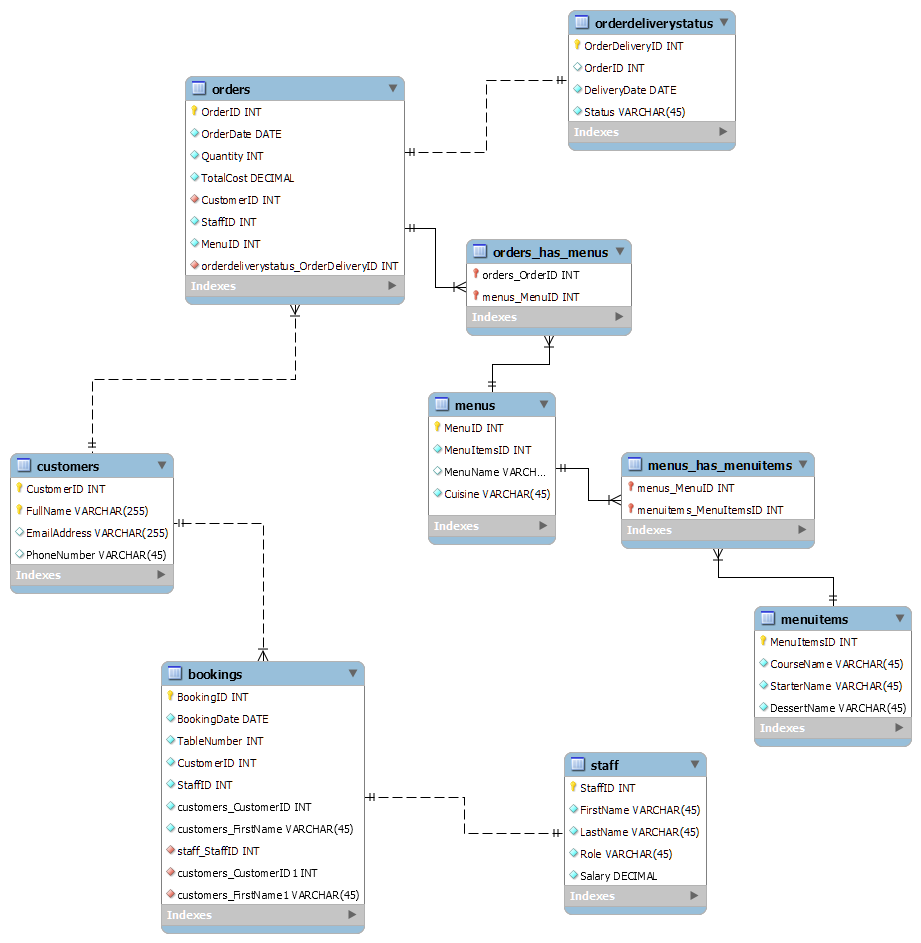 orderdeliverystatus
OrderDeliveryID INT
OrderID INT
DeliveryDate DATE
Status VARCHAR(45)
Indexes
orders
OrderID INT
OrderDate DATE
Quantity INT
TotalCost DECIMAL
CustomerID INT
StaffID INT
MenuID INT
orderdeliverystatus_OrderDeliveryID INT
Indexes
orders_has_menus
orders_OrderID INT
menus_MenuID INT
Indexes
menus
MenuID INT
MenuItemsID INT
MenuName VARCH...
Cuisine VARCHAR(45)
Indexes
customers
CustomerID INT
FullName VARCHAR(255)
EmailAddress VARCHAR(255)
PhoneNumber VARCHAR(45)
Indexes
menus_has_menuitems
menus_MenuID INT
menuitems_MenuItemsID INT
Indexes
menuitems
MenuItemsID INT
CourseName VARCHAR(45)
StarterName VARCHAR(45)
DessertName VARCHAR(45)
Indexes
bookings
BookingID INT
BookingDate DATE
TableNumber INT
CustomerID INT
StaffID INT
customers_CustomerID INT
customers_FirstName VARCHAR(45)
staff_StaffID INT
customers_CustomerID1 INT
customers_FirstName1 VARCHAR(45)
Indexes
staff
StaffID INT
FirstName VARCHAR(45)
LastName VARCHAR(45)
Role VARCHAR(45)
Salary DECIMAL
Indexes